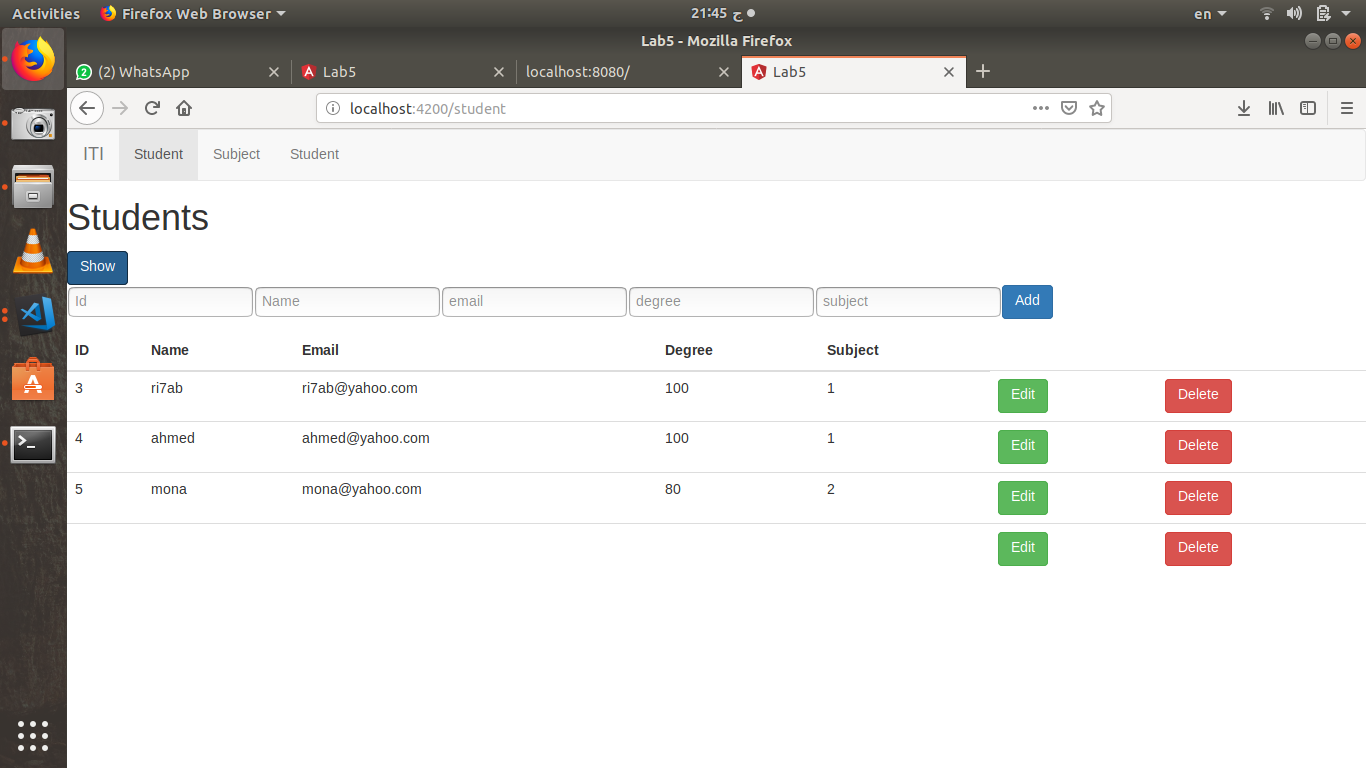 Activities Firefox Web Browser 21:45 ج en
Lab5 - Mozilla Firefox
2 (2) WhatsApp Lab5 localhost:8080/ Lab5
localhost:4200/student
ITI Student Subject Student
Students
Show
Id Name email degree subject Add
ID Name Email Degree Subject
3 ri7ab ri7ab@yahoo.com 100 1 Edit Delete
4 ahmed ahmed@yahoo.com 100 1 Edit Delete
5 mona mona@yahoo.com 80 2 Edit Delete
Edit Delete